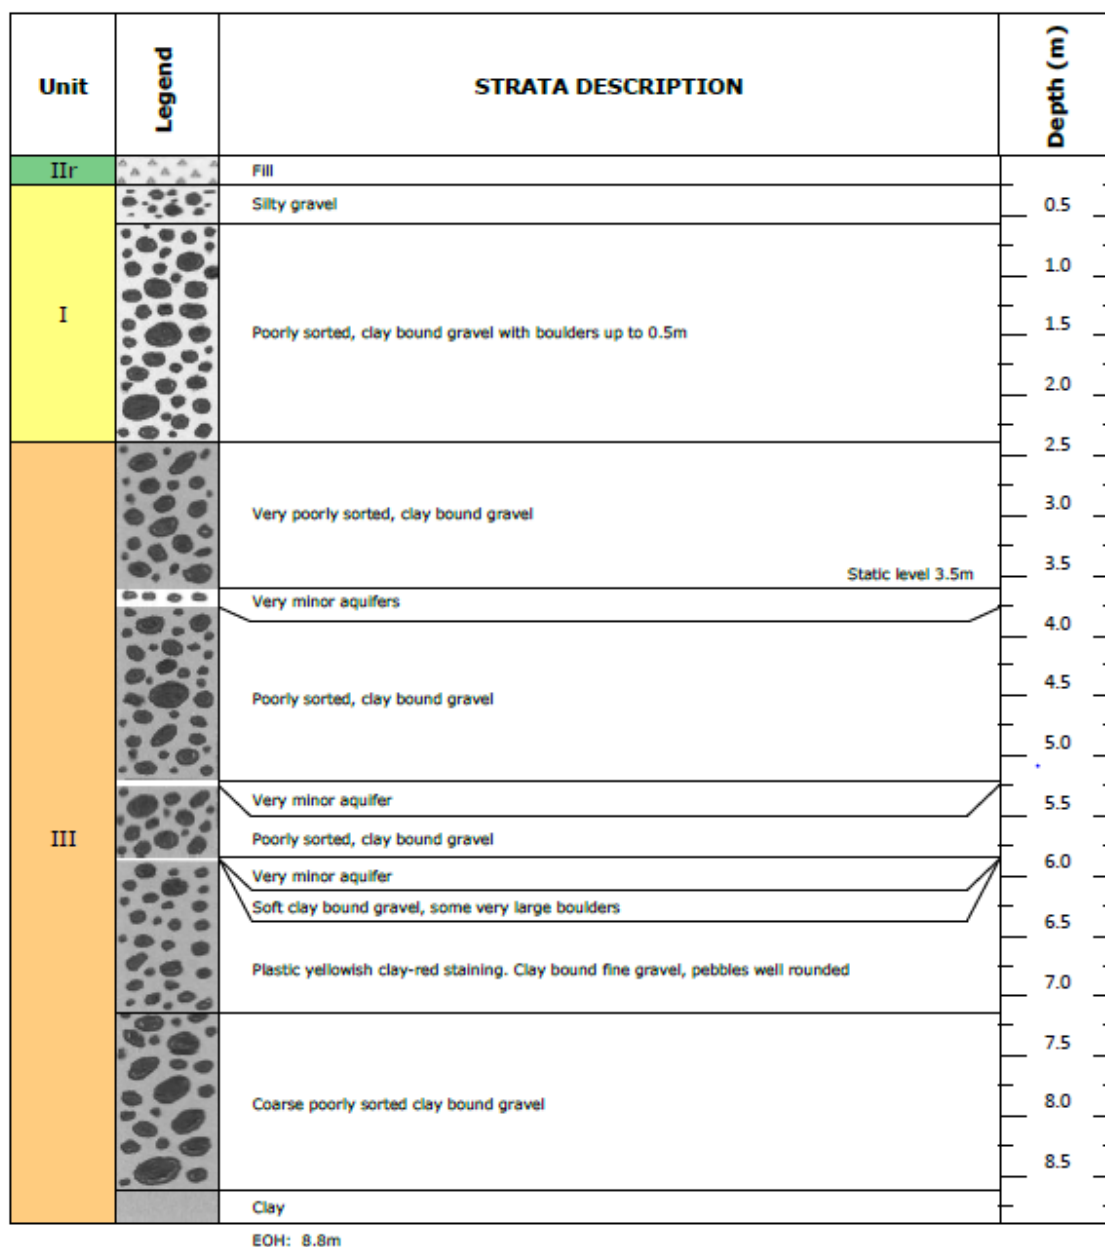 Unit
Legend
STRATA DESCRIPTION
Depth (m)
IIr
Fill
Silty gravel
0.5
1.0
I
Poorly sorted, clay bound gravel with boulders up to 0.5m
1.5
2.0
2.5
Very poorly sorted, clay bound gravel
3.0
Static level 3.5m
3.5
Very minor aquifers
4.0
Poorly sorted, clay bound gravel
4.5
5.0
Very minor aquifer
5.5
III
Poorly sorted, clay bound gravel
6.0
Very minor aquifer
Soft clay bound gravel, some very large boulders
6.5
Plastic yellowish clay-red staining. Clay bound fine gravel, pebbles well rounded
7.0
7.5
Coarse poorly sorted clay bound gravel
8.0
8.5
Clay
EOH: 8.8m